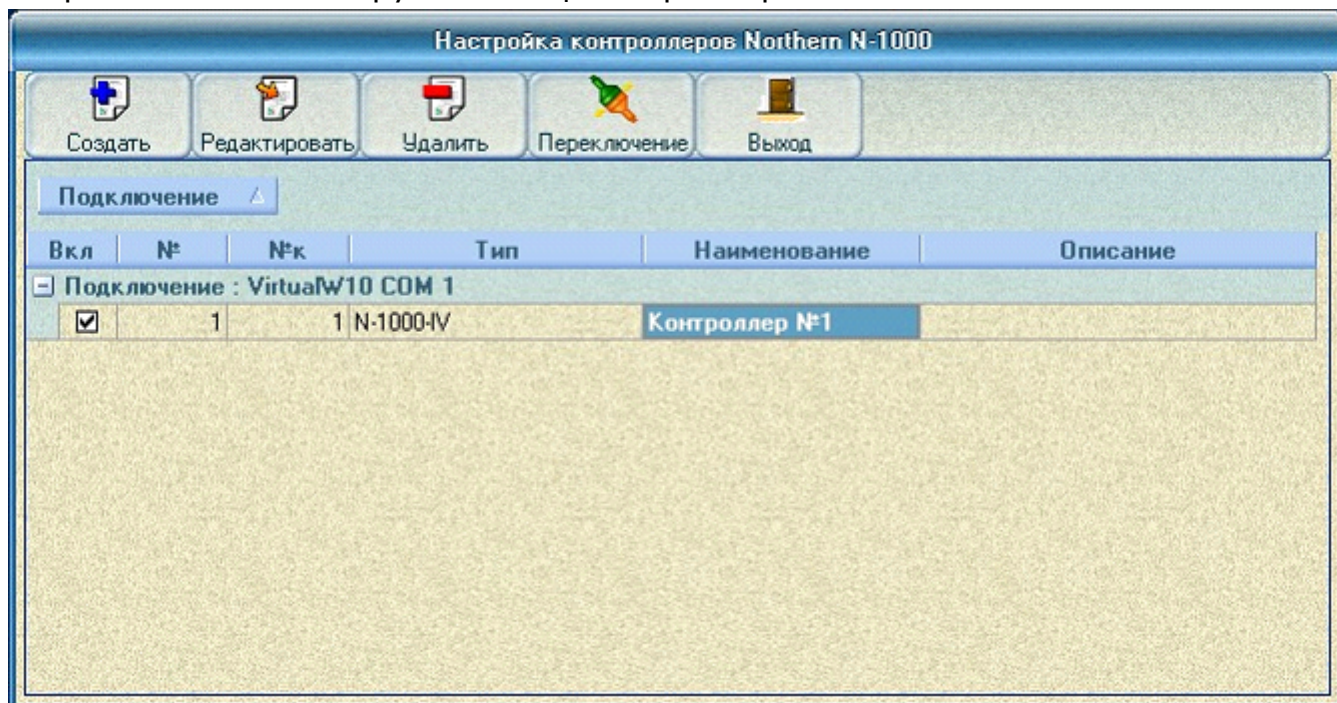 Настройка контроллеров Northern N-1000
Создать Редактировать Удалить Переключение Выход
Подключение
Вкл № №к Тип Наименование Описание
Подключение : VirtualW10 COM 1
1 1 N-1000-IV Контроллер №1